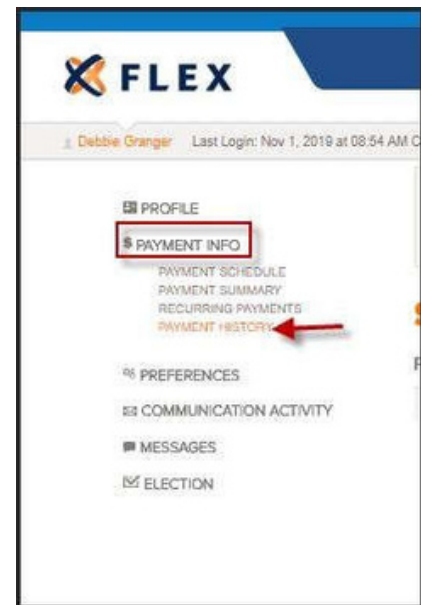 FLEX
Debbie Granger Last Login: Nov 1, 2019 at 08:54 AM C
PROFILE
$ PAYMENT INFO
PAYMENT SCHEDULE
PAYMENT SUMMARY
RECURRING PAYMENTS
PAYMENT HISTORY
PREFERENCES
COMMUNICATION ACTIVITY
MESSAGES
ELECTION